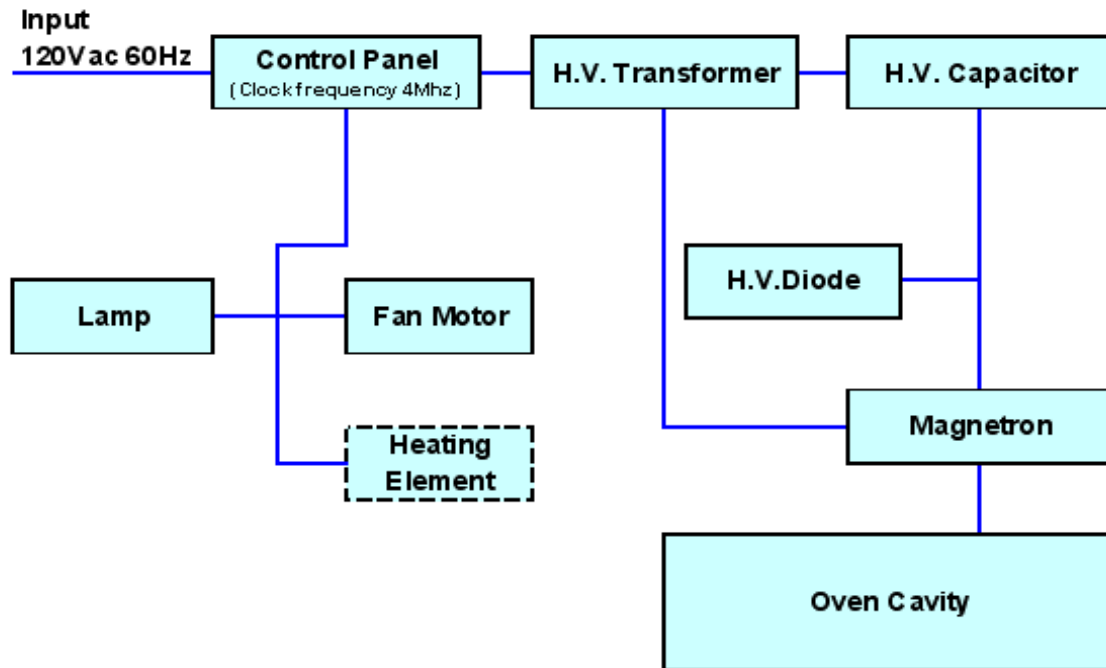 Input
120Vac 60Hz
Control Panel
(Clock frequency 4Mhz)
H.V. Transformer
H.V. Capacitor
H.V.Diode
Lamp
Fan Motor
Magnetron
Heating
Element
Oven Cavity